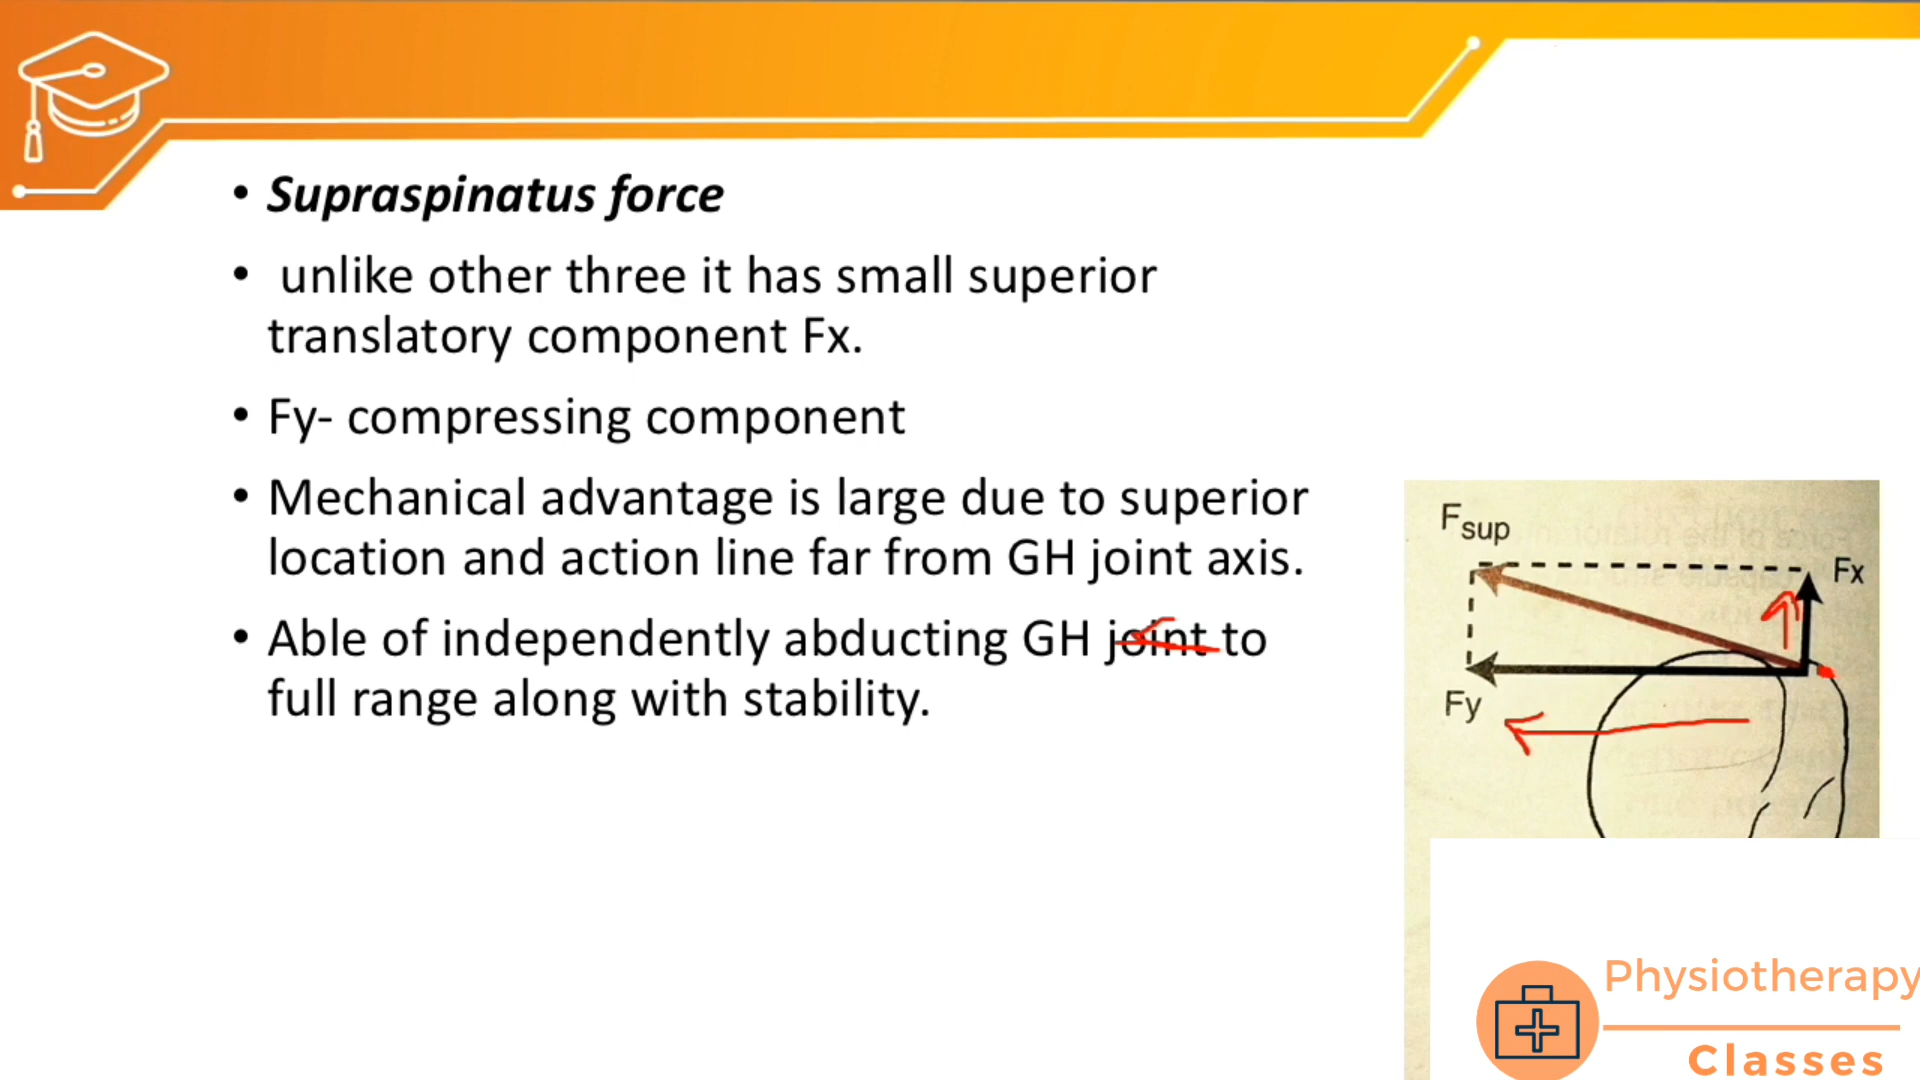 • Supraspinatus force
• unlike other three it has small superior
translatory component Fx.
• Fy- compressing component
• Mechanical advantage is large due to superior
location and action line far from GH joint axis.
• Able of independently abducting GH joint to
full range along with stability.
Fsup
Fx
Fy
Physiotherapy
Classes